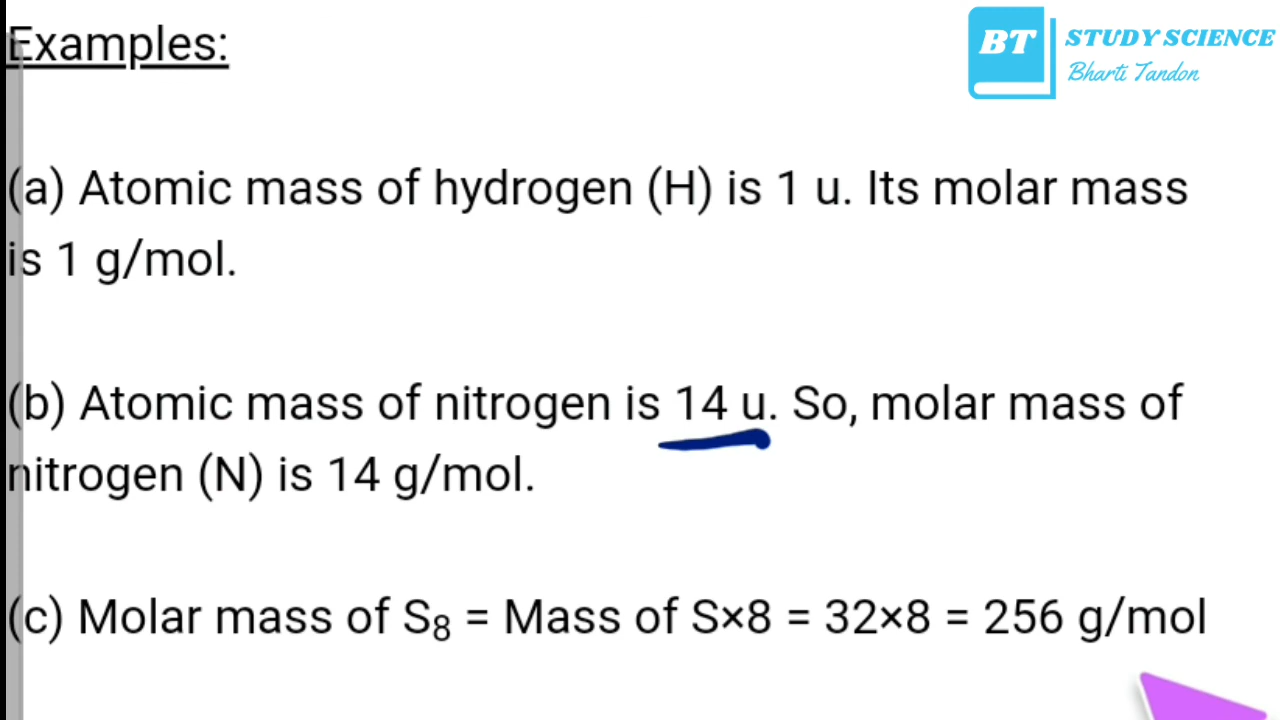 Examples:
BT
STUDY SCIENCE
Bharti Tandon
(a) Atomic mass of hydrogen (H) is 1 u. Its molar mass
is 1 g/mol.
(b) Atomic mass of nitrogen is 14 u. So, molar mass of
nitrogen (N) is 14 g/mol.
(c) Molar mass of S₈ = Mass of S×8 = 32×8 = 256 g/mol